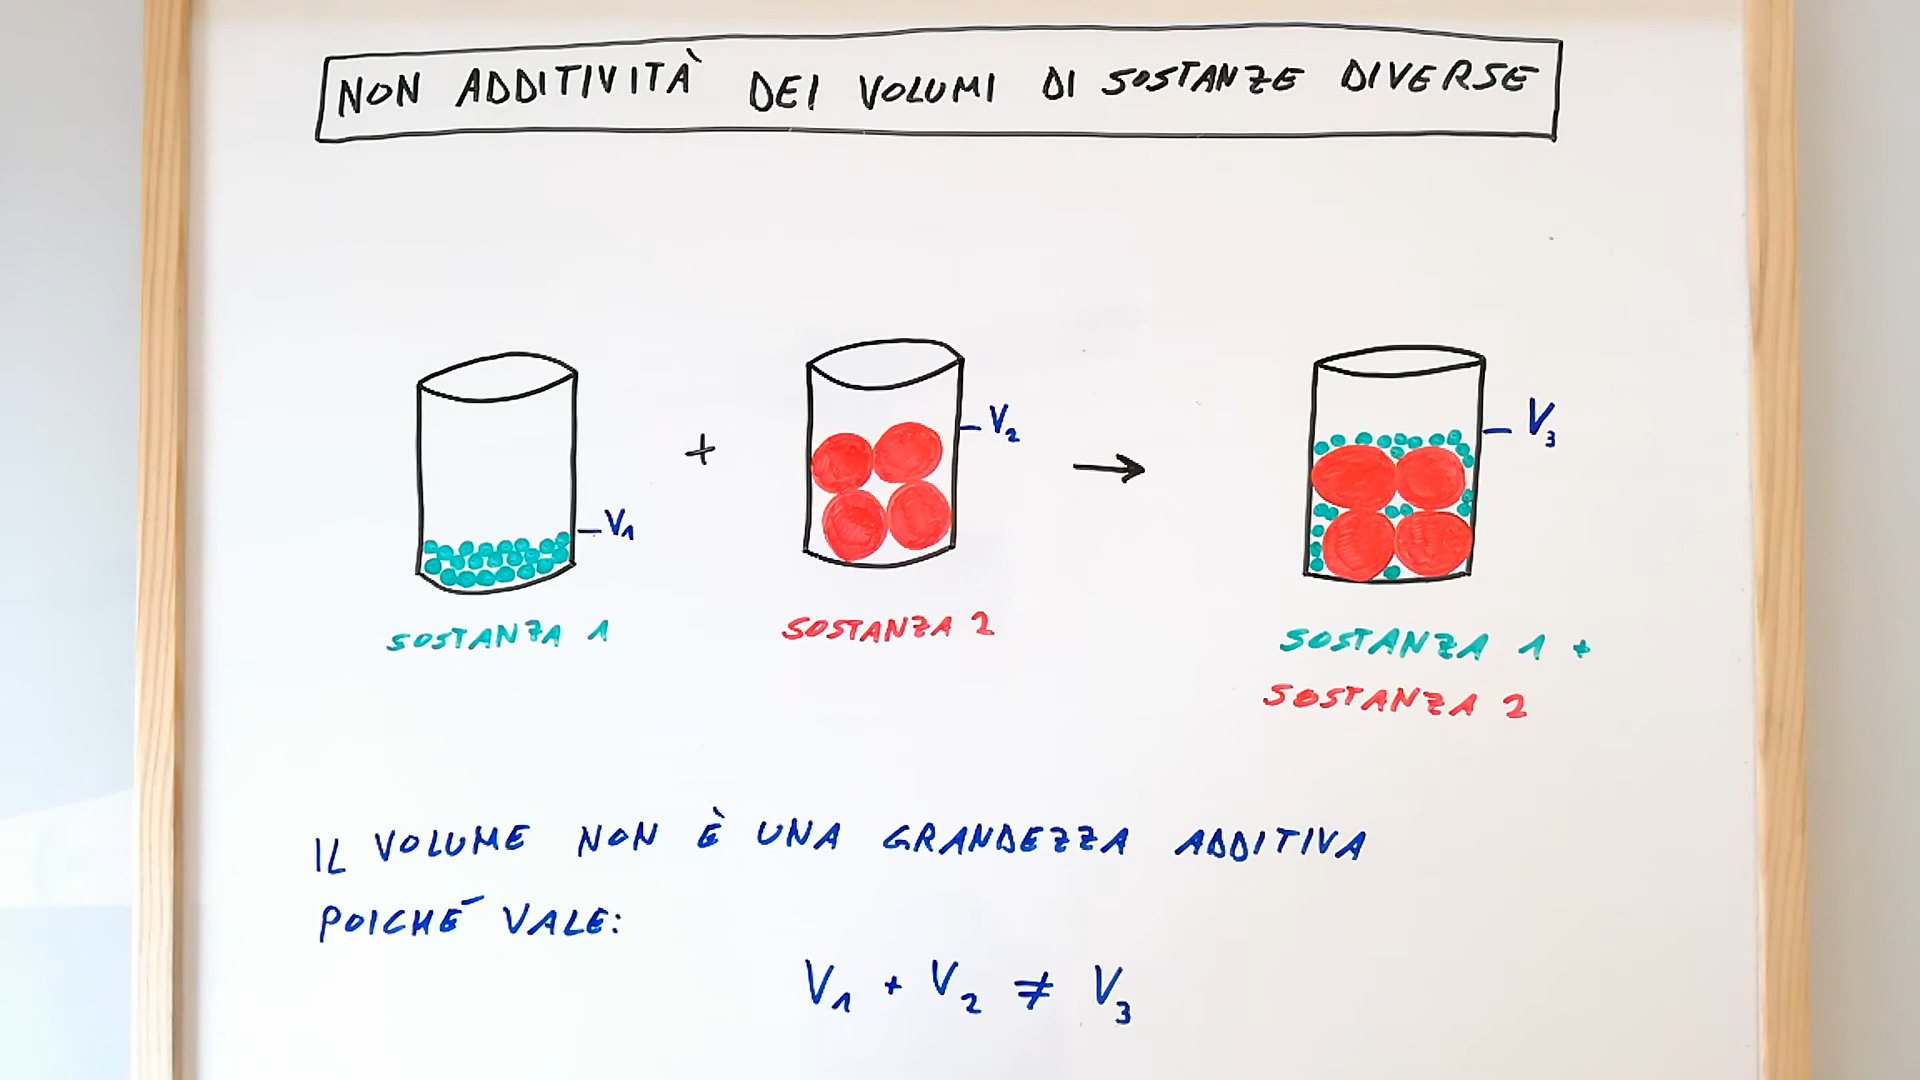 NON ADDITIVITÀ DEI VOLUMI DI SOSTANZE DIVERSE
V1
+
V2
V3
SOSTANZA 1
SOSTANZA 2
SOSTANZA 1 +
SOSTANZA 2
IL VOLUME NON È UNA GRANDEZZA ADDITIVA
POICHÉ VALE:
V1 + V2 ≠ V3